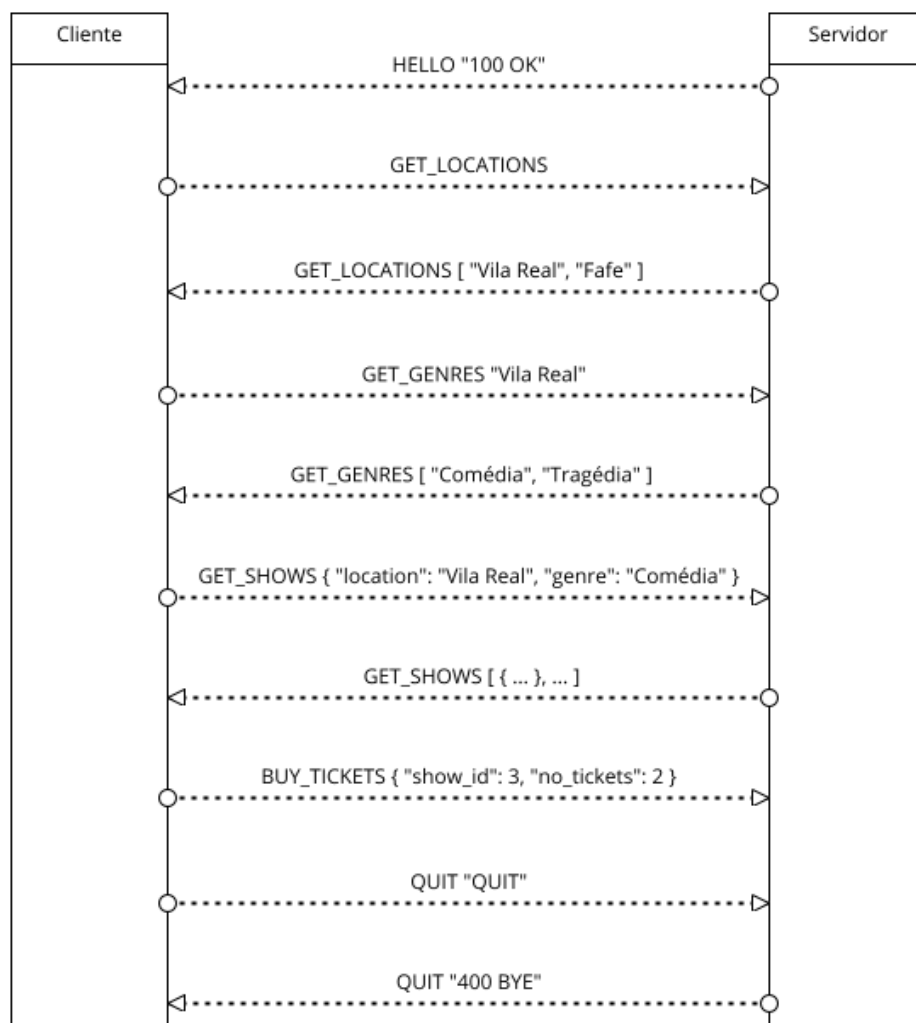 Cliente
Servidor
HELLO "100 OK"
GET_LOCATIONS
GET_LOCATIONS [ "Vila Real", "Fafe" ]
GET_GENRES "Vila Real"
GET_GENRES [ "Comédia", "Tragédia" ]
GET_SHOWS { "location": "Vila Real", "genre": "Comédia" }
GET_SHOWS [ { ... }, ... ]
BUY_TICKETS { "show_id": 3, "no_tickets": 2 }
QUIT "QUIT"
QUIT "400 BYE"